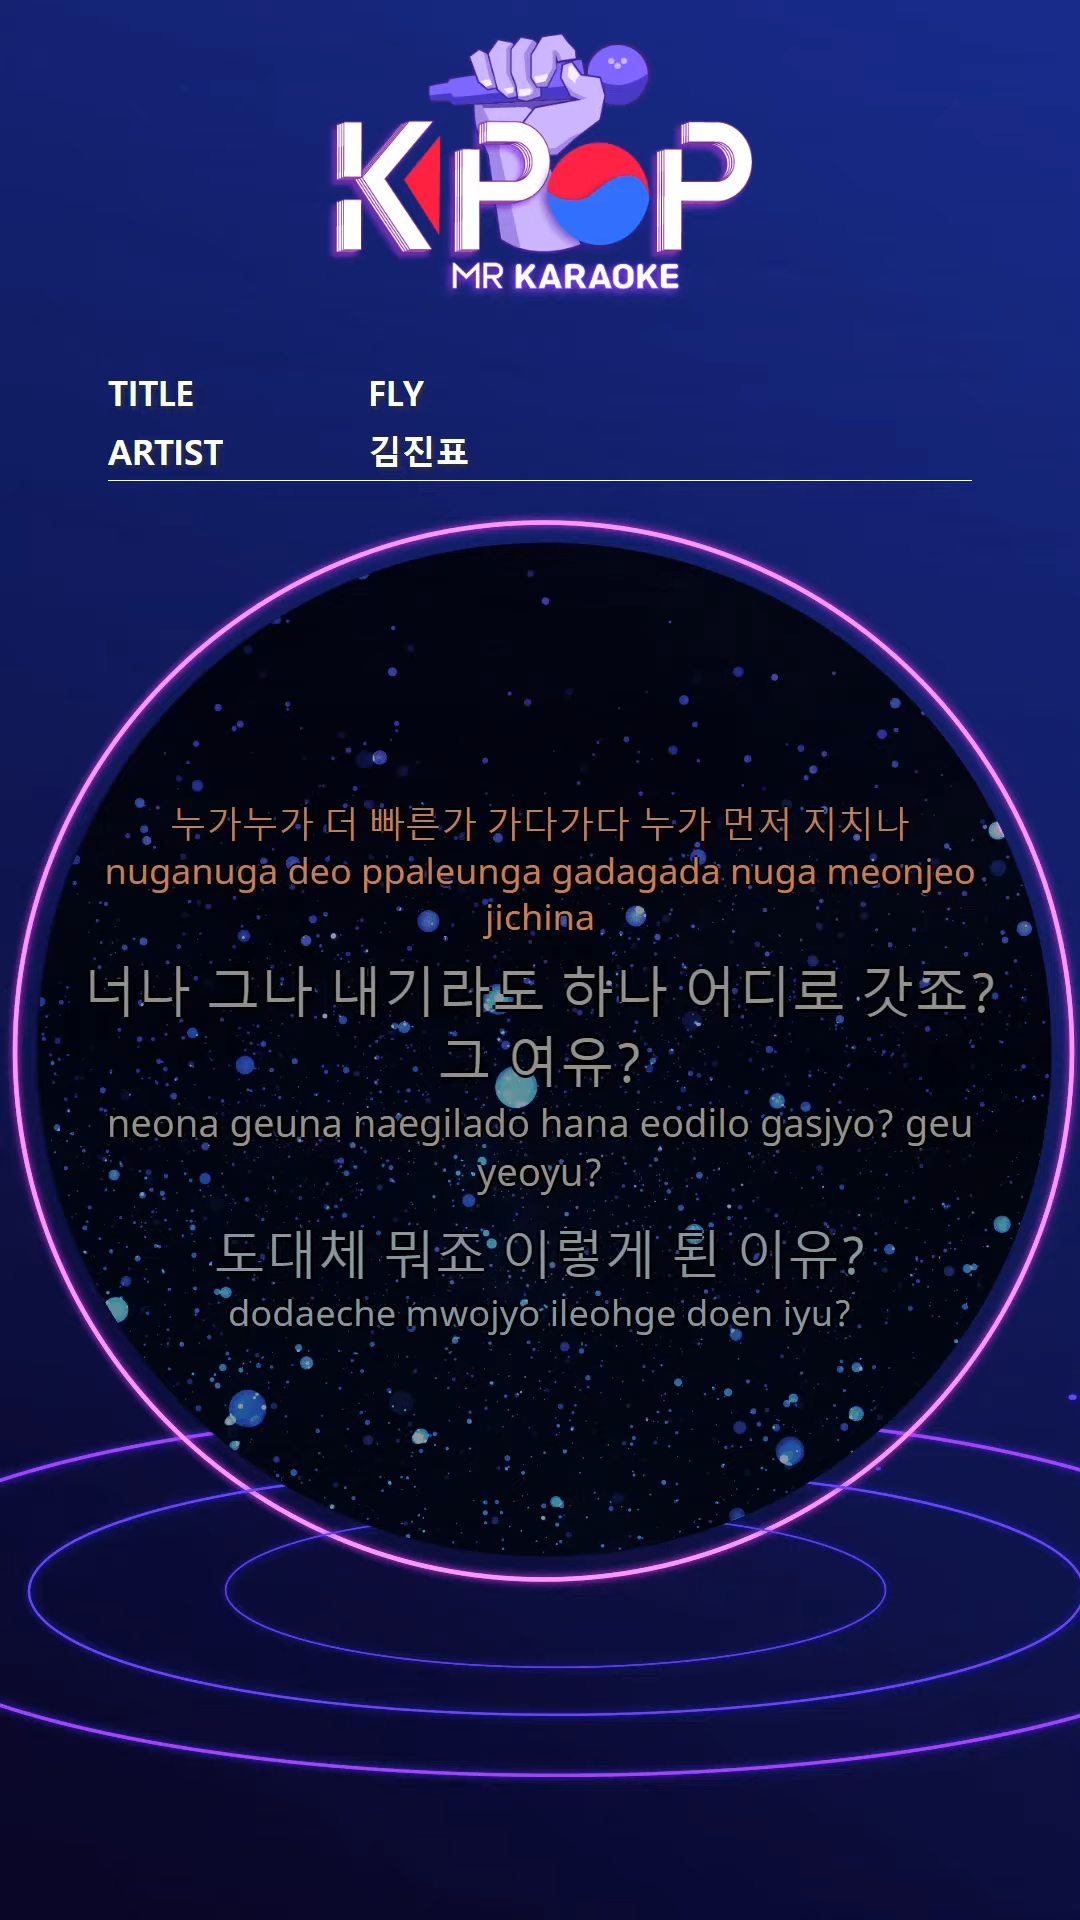 KPOP
MR KARAOKE
TITLE FLY
ARTIST 김진표
누가누가 더 빠른가 가다가다 누가 먼저 지치나
nuganuga deo ppaleunga gadagada nuga meonjeo
jichina
너나 그나 내기라도 하나 어디로 갓죠?
그 여유?
neona geuna naegilado hana eodilo gasjyo? geu
yeoyu?
도대체 뭐죠 이렇게 된 이유?
dodaeche mwojyo ileohge doen iyu?